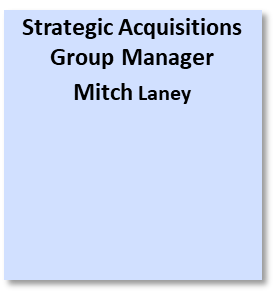 Strategic Acquisitions
Group Manager
Mitch Laney